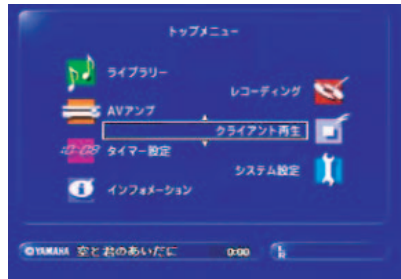 トップメニュー
ライブラリー
レコーディング
AVアンプ
クライアント再生
10:08 タイマー設定
システム設定
インフォメーション
YAMAHA 空と君のあいだに 0:00